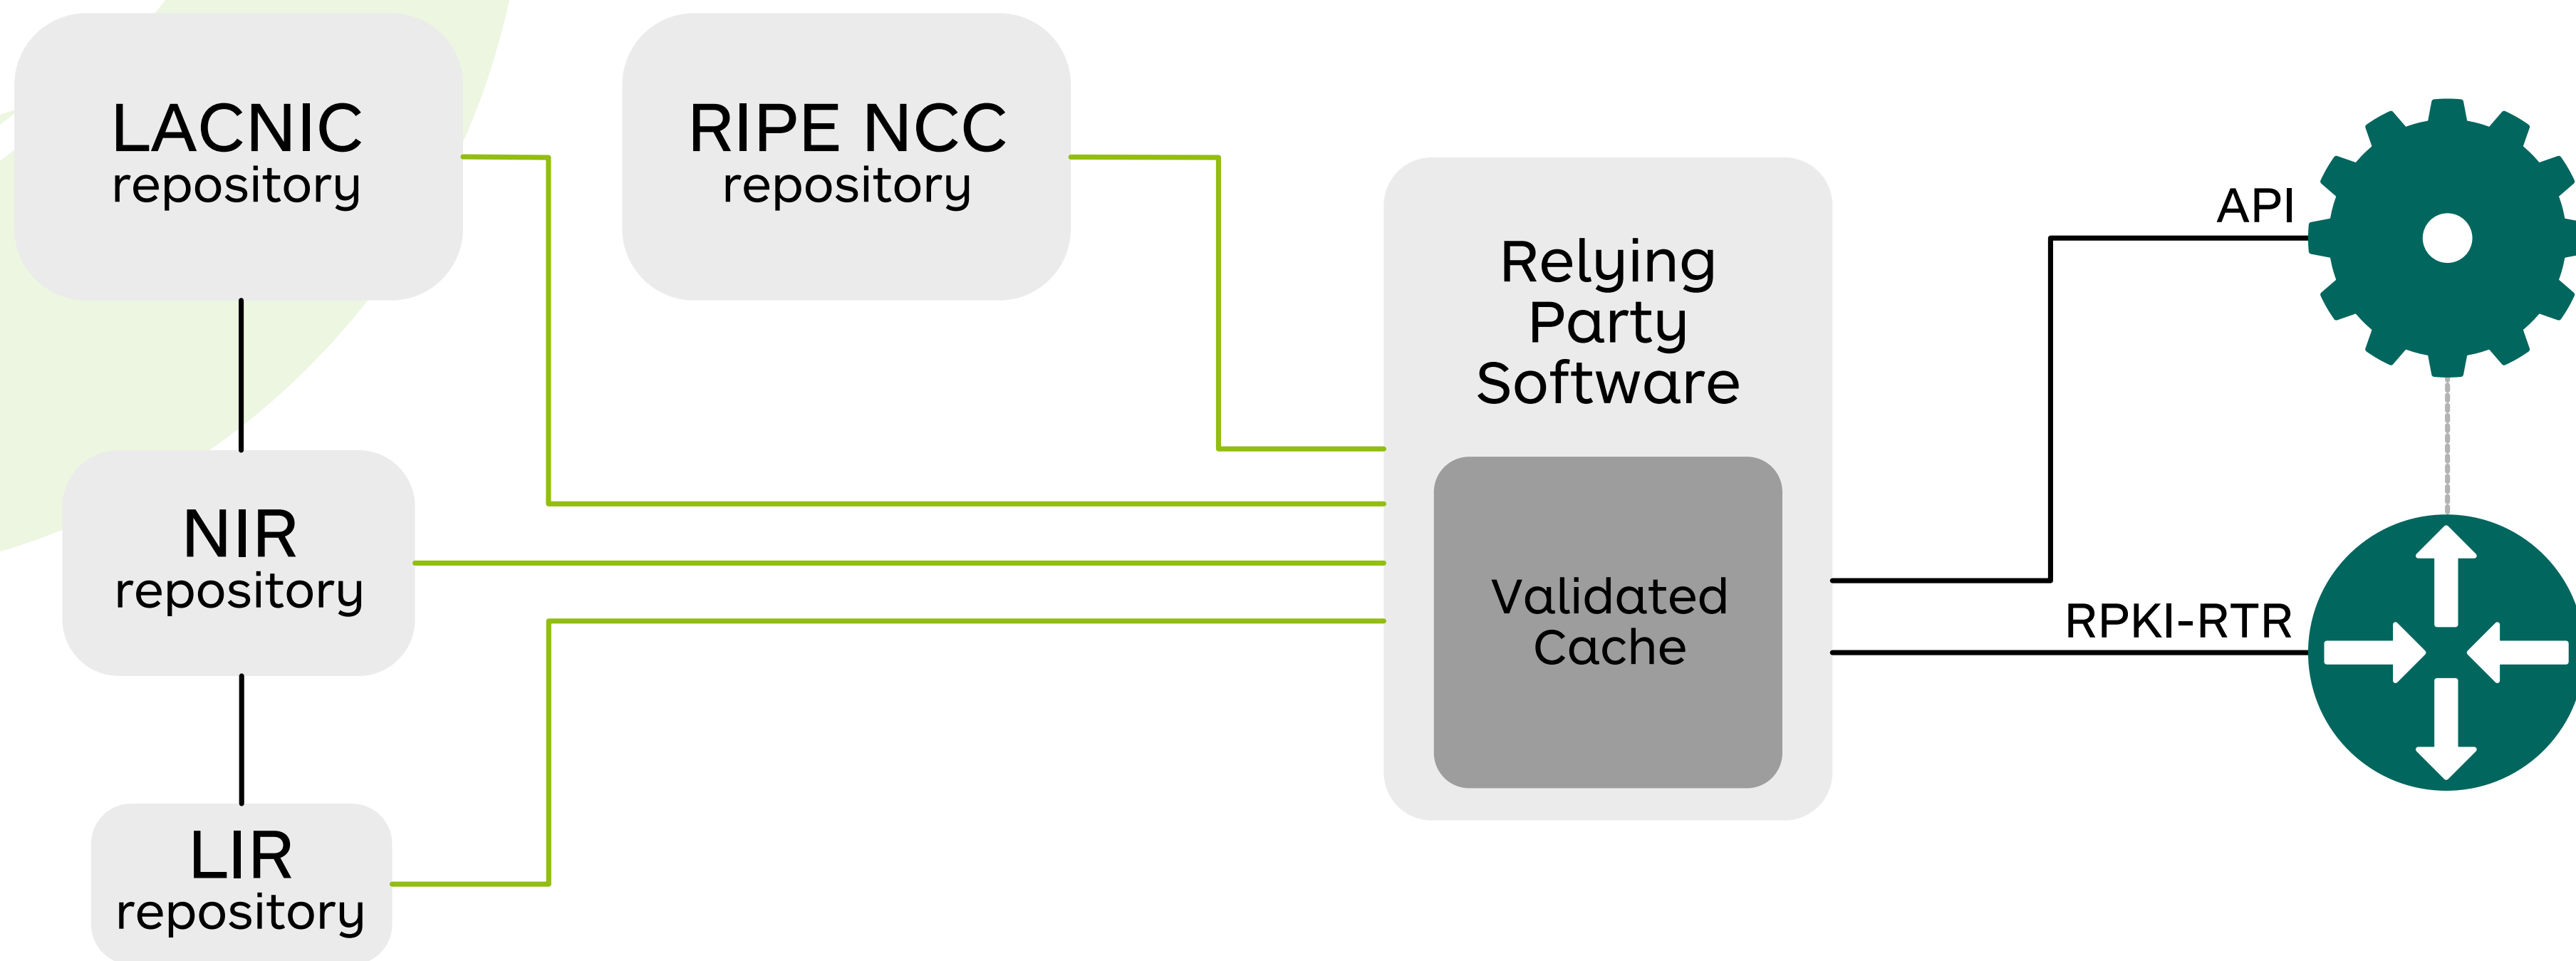 LACNIC
repository
RIPE NCC
repository
NIR
repository
LIR
repository
Relying
Party
Software
Validated
Cache
API
RPKI-RTR